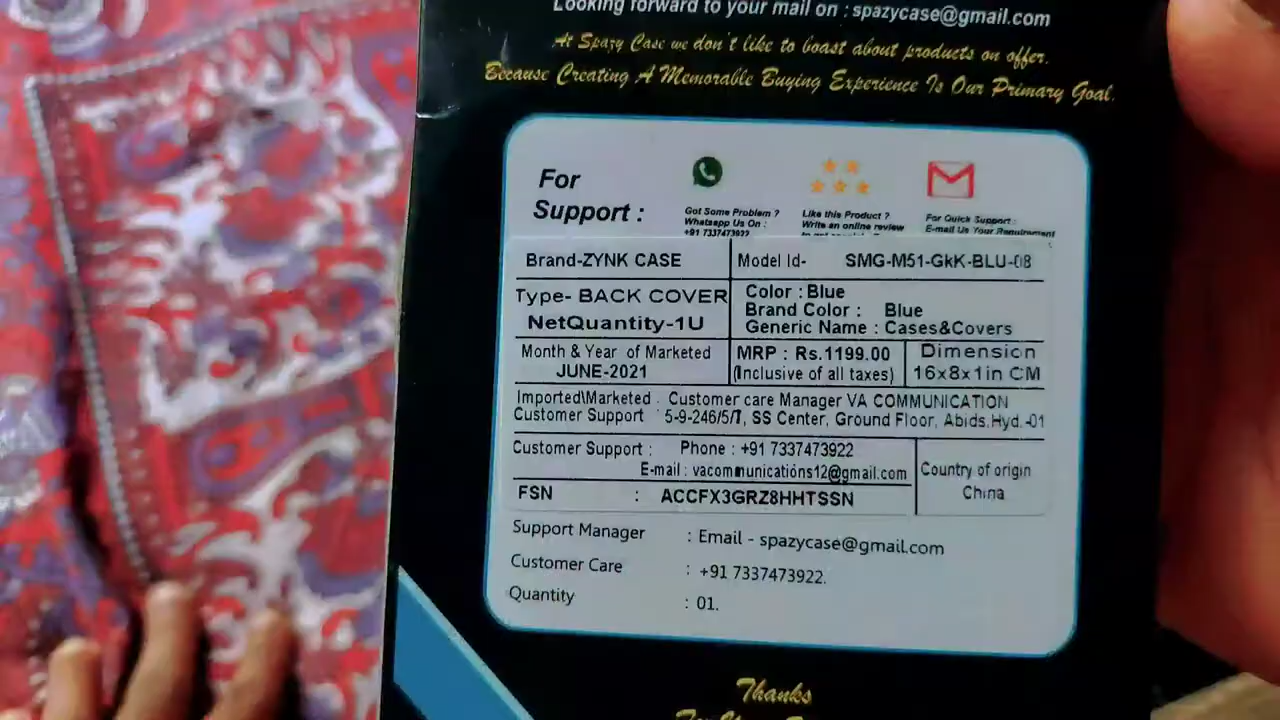 Looking forward to your mail on : spazycase@gmail.com
At Spazy Case we don't like to boast about products on offer.
Because Creating A Memorable Buying Experience Is Our Primary Goal.
For
Support :
Got Some Problem ?
Whatsapp Us On :
+91 7337473922
Like this Product ?
Write an online review
For Quick Support :
E-mail Us Your Requirement
Brand-ZYNK CASE
Model Id- SMG-M51-GkK-BLU-08
Type- BACK COVER
NetQuantity-1U
Color : Blue
Brand Color : Blue
Generic Name : Cases&Covers
Month & Year of Marketed
JUNE-2021
MRP : Rs.1199.00
(Inclusive of all taxes)
Dimension
16x8x1in CM
Imported\Marketed . Customer care Manager VA COMMUNICATION
Customer Support : 5-9-246/5/7, SS Center, Ground Floor, Abids.Hyd.-01
Customer Support : Phone : +91 7337473922
E-mail : vacommunications12@gmail.com
Country of origin
China
FSN : ACCFX3GRZ8HHTSSN
Support Manager : Email - spazycase@gmail.com
Customer Care : +91 7337473922.
Quantity : 01.
Thanks